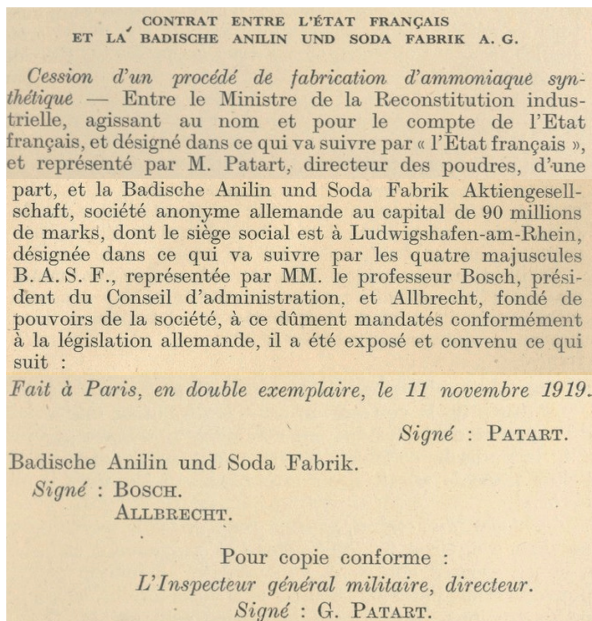 CONTRAT ENTRE L'ÉTAT FRANÇAIS
ET LA BADISCHE ANILIN UND SODA FABRIK A. G.
Cession d'un procédé de fabrication d'ammoniaque syn-
thétique — Entre le Ministre de la Reconstitution indus-
trielle, agissant au nom et pour le compte de l'Etat
français, et désigné dans ce qui va suivre par « l'Etat français »,
et représenté par M. Patart, directeur des poudres, d'une
part, et la Badische Anilin und Soda Fabrik Aktiengesell-
schaft, société anonyme allemande au capital de 90 millions
de marks, dont le siège social est à Ludwigshafen-am-Rhein,
désignée dans ce qui va suivre par les quatre majuscules
B. A. S. F., représentée par MM. le professeur Bosch, prési-
dent du Conseil d'administration, et Allbrecht, fondé de
pouvoirs de la société, à ce dûment mandatés conformément
à la législation allemande, il a été exposé et convenu ce qui
suit :
Fait à Paris, en double exemplaire, le 11 novembre 1919.
Signé : PATART.
Badische Anilin und Soda Fabrik.
Signé : BOSCH.
ALLBRECHT.
Pour copie conforme :
L'Inspecteur général militaire, directeur.
Signé : G. PATART.